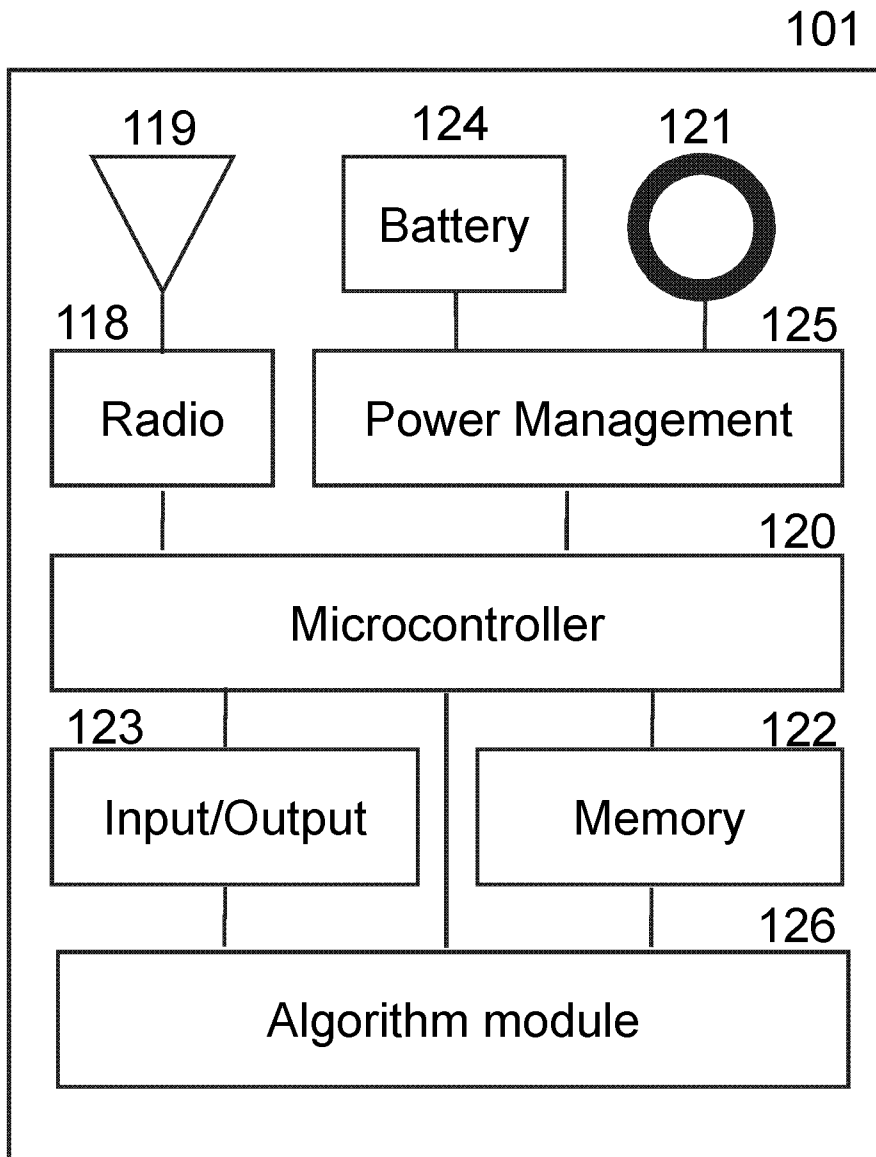 101
119
124
121
Battery
118
125
Radio
Power Management
120
Microcontroller
123
122
Input/Output
Memory
126
Algorithm module